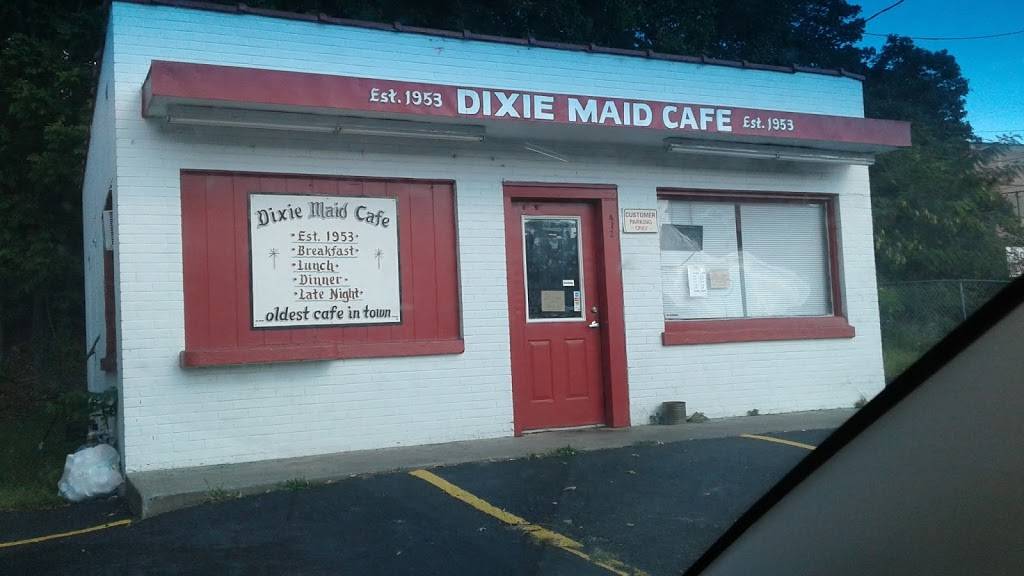 Est. 1953 DIXIE MAID CAFE Est. 1953
Dixie Maid Cafe
• Est. 1953 •
• Breakfast •
• Lunch •
• Dinner •
• Late Night •
oldest cafe in town
CUSTOMER
PARKING
ONLY